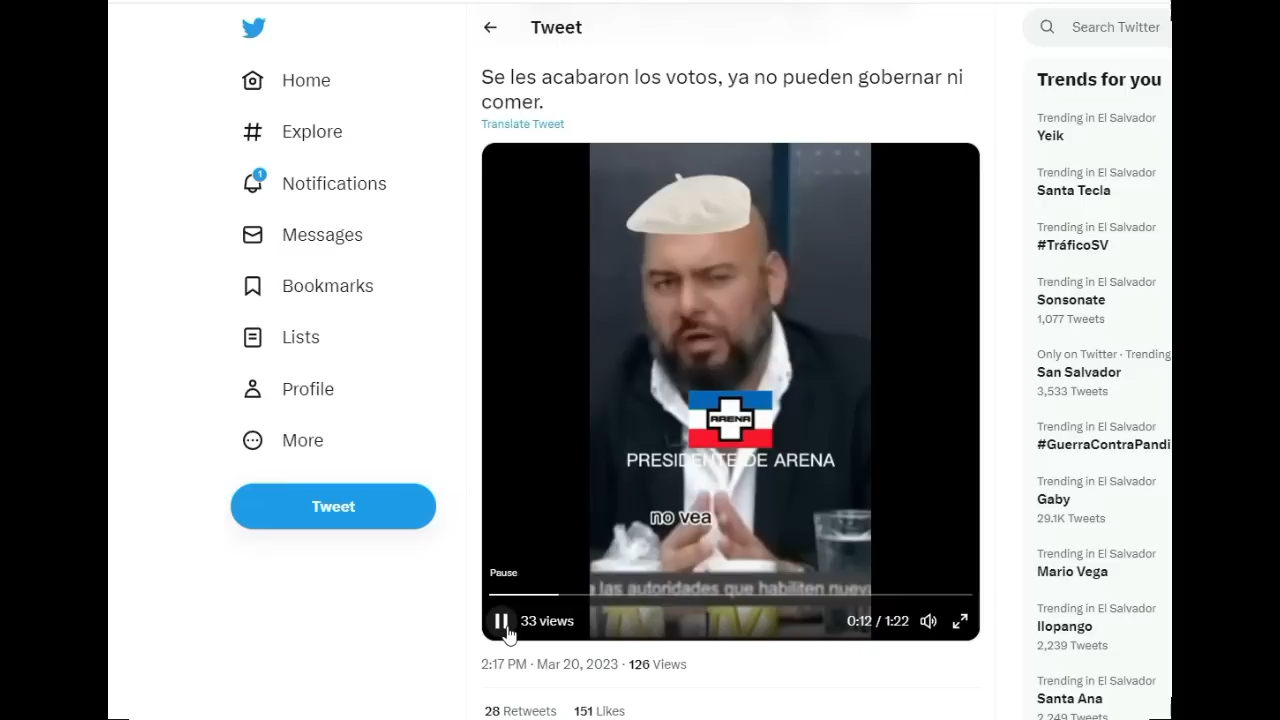 Tweet
Search Twitter
Home
Explore
1
Notifications
Messages
Bookmarks
Lists
Profile
More
Tweet
Se les acabaron los votos, ya no pueden gobernar ni
comer.
Translate Tweet
ARENA
PRESIDENTE DE ARENA
no vea
Pause
las autoridades que habiliten
33 views
0:12 / 1:22
2:17 PM · Mar 20, 2023 · 126 Views
28 Retweets 151 Likes
Trends for you
Trending in El Salvador
Yeik
Trending in El Salvador
Santa Tecla
Trending in El Salvador
#TráficoSV
Trending in El Salvador
Sonsonate
1,077 Tweets
Only on Twitter · Trending
San Salvador
3,533 Tweets
Trending in El Salvador
#GuerraContraPandi
Trending in El Salvador
Gaby
29.1K Tweets
Trending in El Salvador
Mario Vega
Trending in El Salvador
Ilopango
2,239 Tweets
Trending in El Salvador
Santa Ana
2,249 Tweets